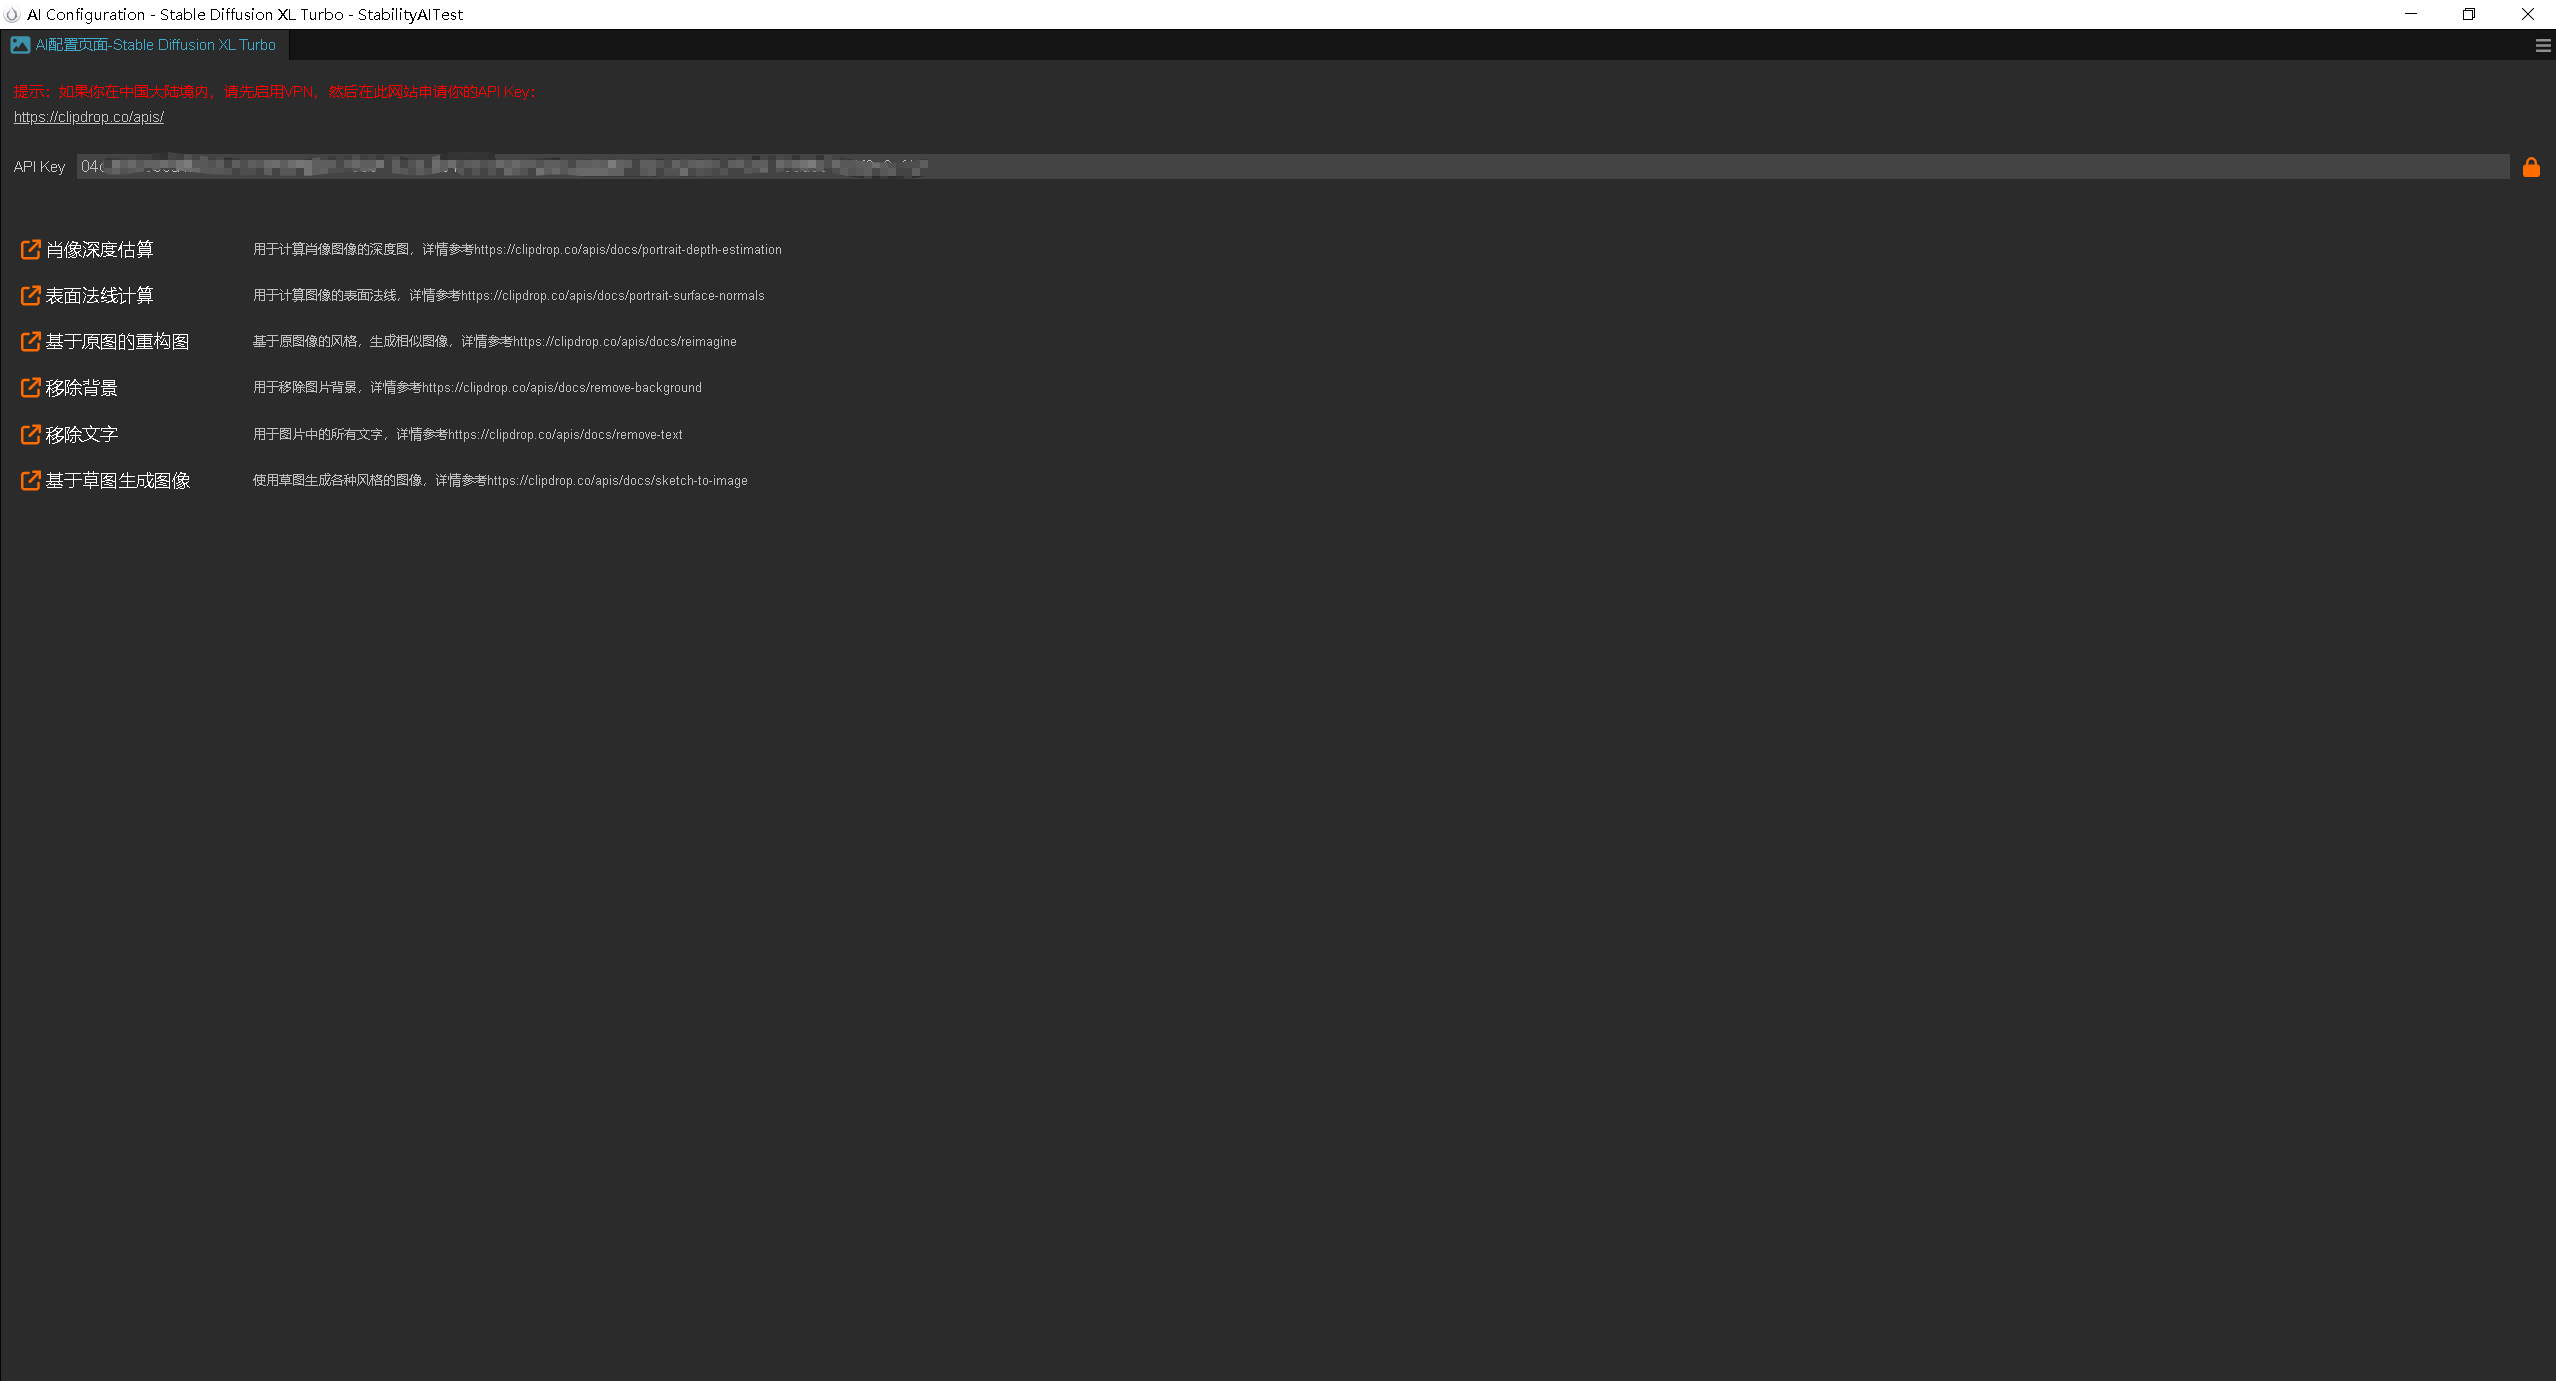 AI Configuration - Stable Diffusion XL Turbo - StabilityAITest
AI配置页面-Stable Diffusion XL Turbo
提示：如果你在中国大陆境内，请先启用VPN，然后在此网站申请你的API Key：
https://clipdrop.co/apis/
API Key
肖像深度估算 用于计算肖像图像的深度图，详情参考https://clipdrop.co/apis/docs/portrait-depth-estimation
表面法线计算 用于计算图像的表面法线，详情参考https://clipdrop.co/apis/docs/portrait-surface-normals
基于原图的重构图 基于原图像的风格，生成相似图像，详情参考https://clipdrop.co/apis/docs/reimagine
移除背景 用于移除图片背景，详情参考https://clipdrop.co/apis/docs/remove-background
移除文字 用于图片中的所有文字，详情参考https://clipdrop.co/apis/docs/remove-text
基于草图生成图像 使用草图生成各种风格的图像，详情参考https://clipdrop.co/apis/docs/sketch-to-image